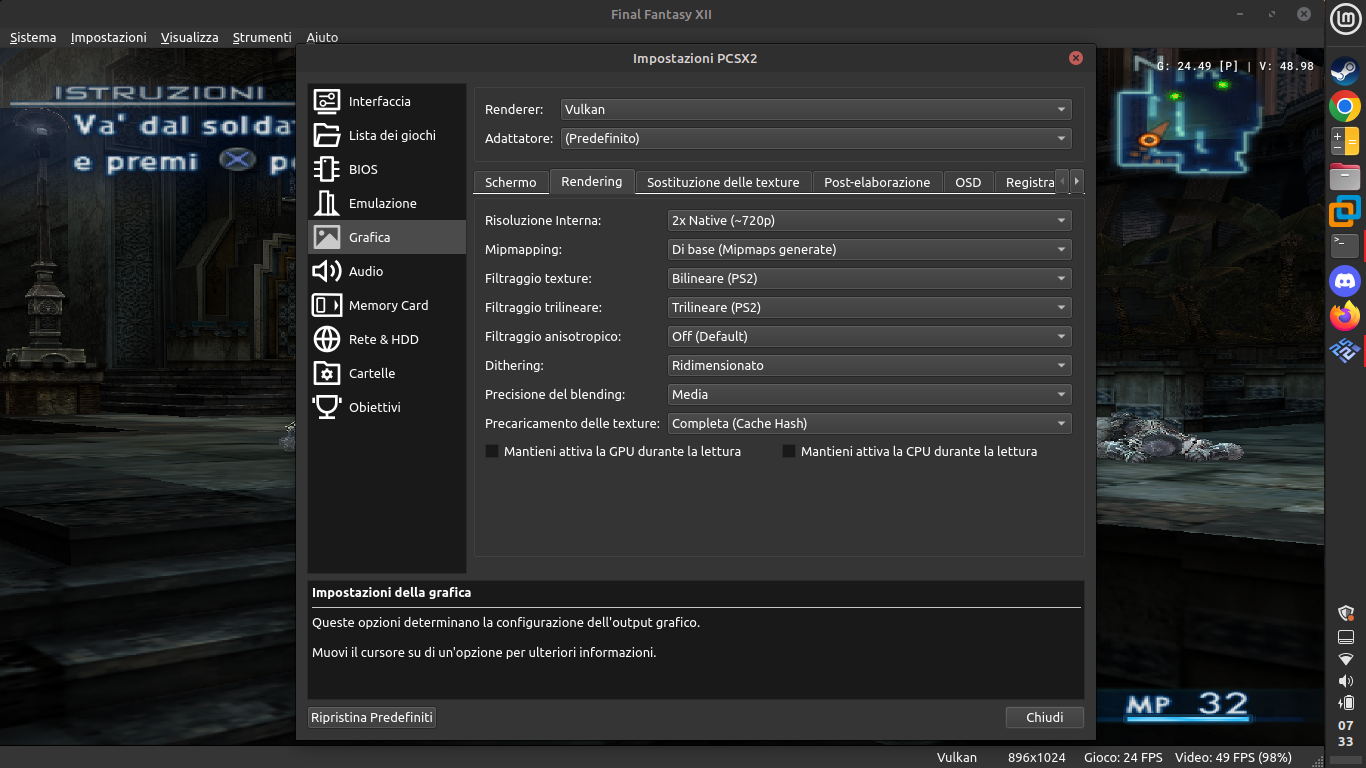 Final Fantasy XII
Sistema Impostazioni Visualizza Strumenti Aiuto
Impostazioni PCSX2
G: 24.49 [P] | V: 48.98
ISTRUZIONI
Va' dal soldat
e premi
Interfaccia
Lista dei giochi
BIOS
Emulazione
Grafica
Audio
Memory Card
Rete & HDD
Cartelle
Obiettivi
Renderer: Vulkan
Adattatore: (Predefinito)
Schermo Rendering Sostituzione delle texture Post-elaborazione OSD Registra
Risoluzione Interna: 2x Native (~720p)
Mipmapping: Di base (Mipmaps generate)
Filtraggio texture: Bilineare (PS2)
Filtraggio trilineare: Trilineare (PS2)
Filtraggio anisotropico: Off (Default)
Dithering: Ridimensionato
Precisione del blending: Media
Precaricamento delle texture: Completa (Cache Hash)
Mantieni attiva la GPU durante la lettura Mantieni attiva la CPU durante la lettura
Impostazioni della grafica
Queste opzioni determinano la configurazione dell'output grafico.
Muovi il cursore su di un'opzione per ulteriori informazioni.
Ripristina Predefiniti Chiudi
MP 32
Vulkan 896x1024 Gioco: 24 FPS Video: 49 FPS (98%)
07
33